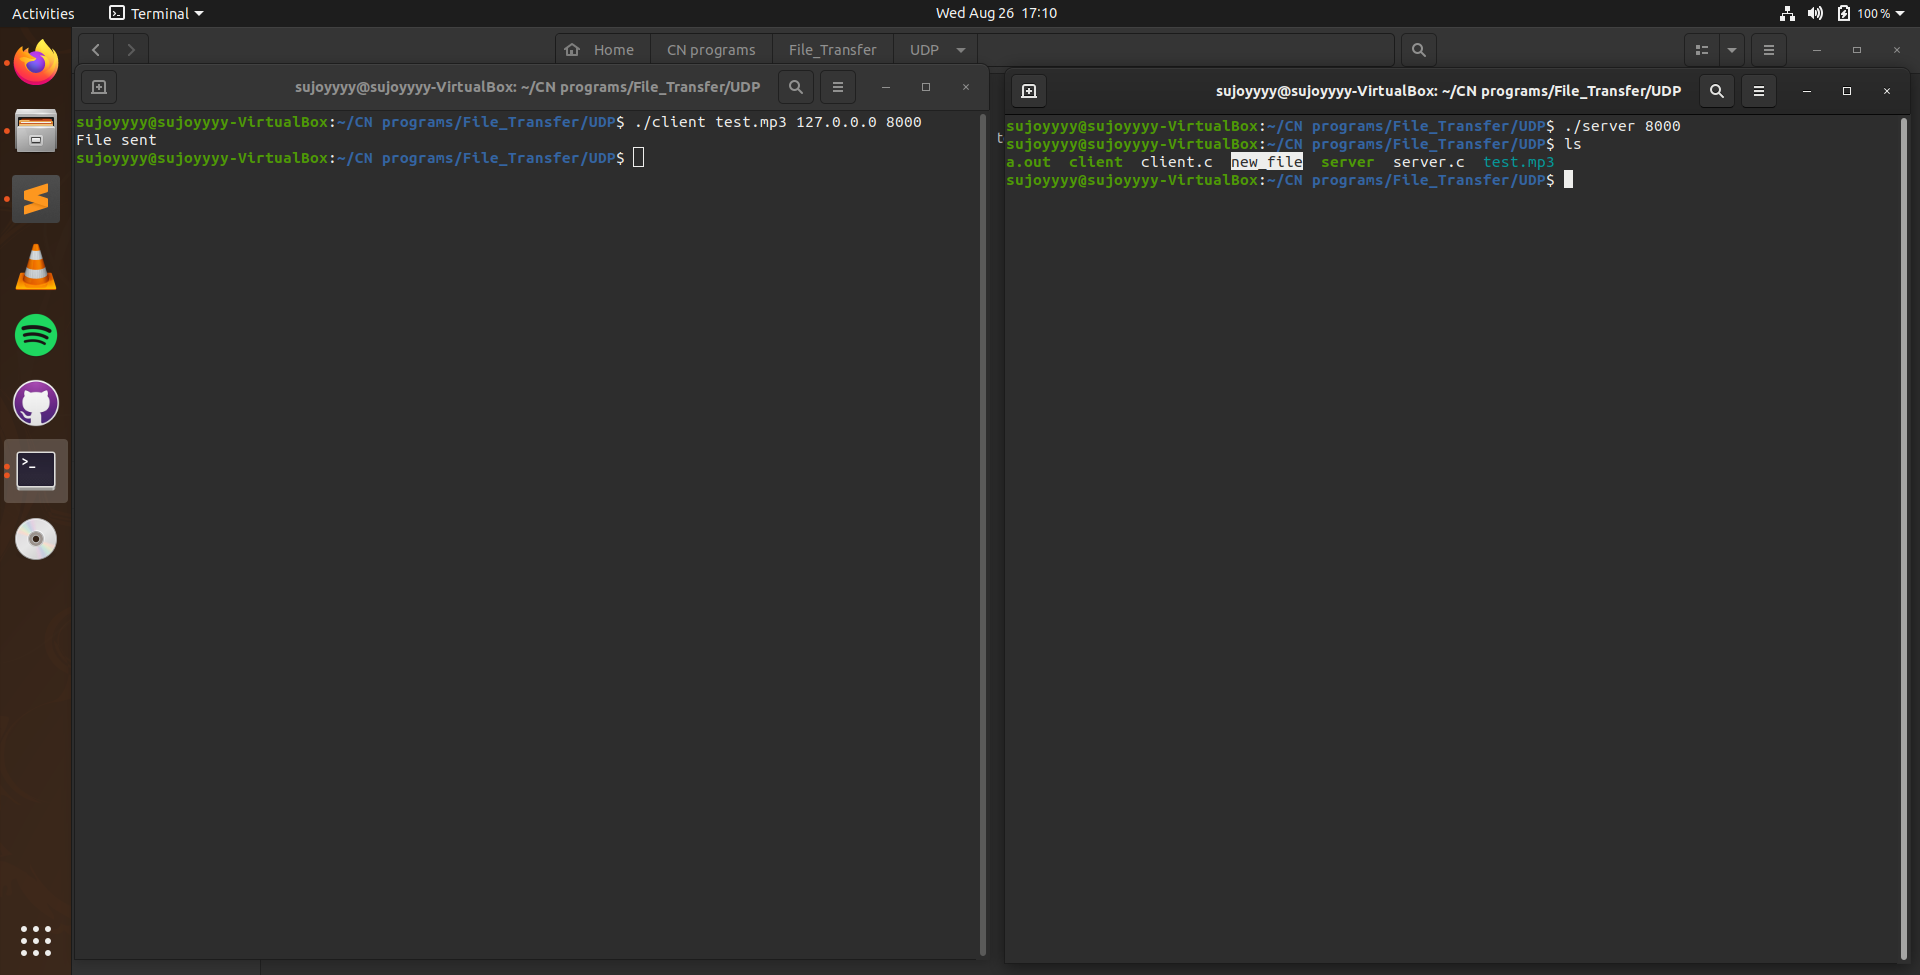 Activities Terminal Wed Aug 26 17:10 100 %
Home CN programs File_Transfer UDP
sujoyyyy@sujoyyyy-VirtualBox: ~/CN programs/File_Transfer/UDP
sujoyyyy@sujoyyyy-VirtualBox:~/CN programs/File_Transfer/UDP$ ./client test.mp3 127.0.0.0 8000
File sent
sujoyyyy@sujoyyyy-VirtualBox:~/CN programs/File_Transfer/UDP$
t
sujoyyyy@sujoyyyy-VirtualBox: ~/CN programs/File_Transfer/UDP
sujoyyyy@sujoyyyy-VirtualBox:~/CN programs/File_Transfer/UDP$ ./server 8000
sujoyyyy@sujoyyyy-VirtualBox:~/CN programs/File_Transfer/UDP$ ls
a.out client client.c new_file server server.c test.mp3
sujoyyyy@sujoyyyy-VirtualBox:~/CN programs/File_Transfer/UDP$